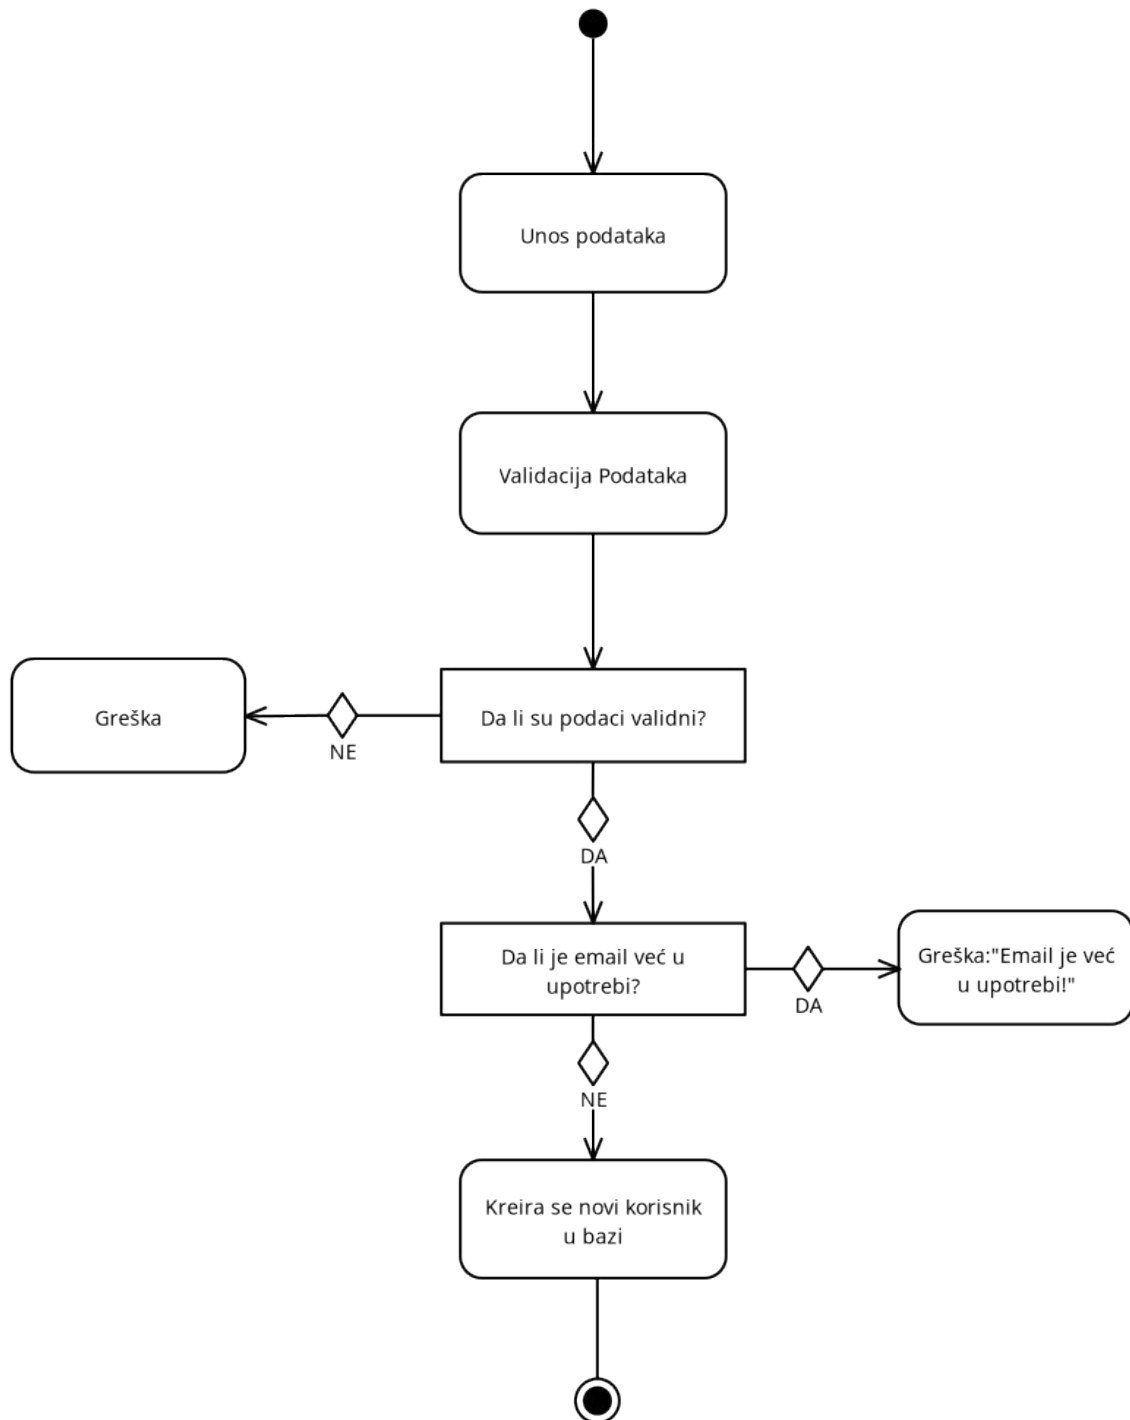 Unos podataka
Validacija Podataka
Da li su podaci validni?
Greška
NE
DA
Da li je email već u
upotrebi?
Greška:"Email je već
u upotrebi!"
DA
NE
Kreira se novi korisnik
u bazi